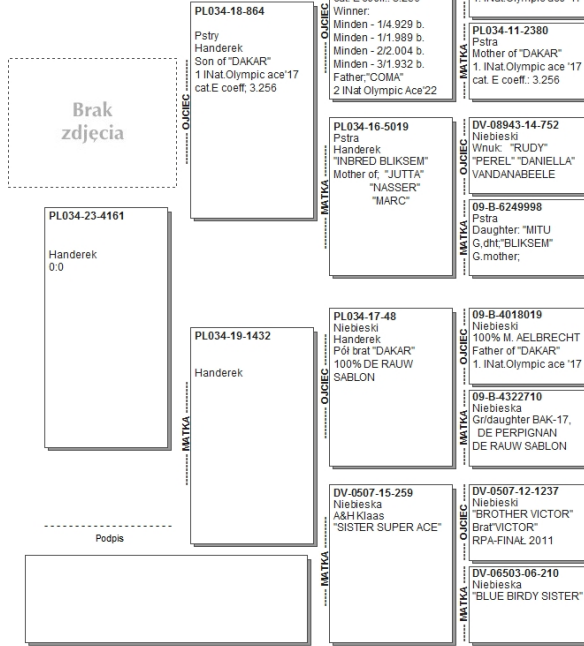 Brak
zdjęcia
PL034-23-4161
Handerek
0:0
Podpis
OJCIEC
PL034-18-864
Pstry
Handerek
Son of "DAKAR"
1 INat.Olympic ace'17
cat.E coeff; 3.256
MATKA
PL034-19-1432
Handerek
OJCIEC
Winner:
Minden - 1/4.929 b.
Minden - 1/1.989 b.
Minden - 2/2.004 b.
Minden - 3/1.932 b.
Father;"COMA"
2 INat Olympic Ace'22
MATKA
PL034-16-5019
Pstra
Handerek
"INBRED BLIKSEM"
Mother of; "JUTTA"
"NASSER"
"MARC"
OJCIEC
PL034-17-48
Niebieski
Handerek
Pół brat "DAKAR"
100% DE RAUW
SABLON
MATKA
DV-0507-15-259
Niebieska
A&H Klaas
"SISTER SUPER ACE"
MATKA
PL034-11-2380
Pstra
Mother of "DAKAR"
1. INat.Olympic ace '17
cat. E coeff.: 3.256
OJCIEC
DV-08943-14-752
Niebieski
Wnuk: "RUDY"
"PEREL" "DANIELLA"
VANDANABEELE
MATKA
09-B-6249998
Pstra
Daughter: "MITU
G,dht;"BLIKSEM"
G.mother;
OJCIEC
09-B-4018019
Niebieski
100% M. AELBRECHT
Father of "DAKAR"
1. INat.Olympic ace '17
MATKA
09-B-4322710
Niebieska
Gr/daughter BAK-17,
DE PERPIGNAN
DE RAUW SABLON
OJCIEC
DV-0507-12-1237
Niebieski
"BROTHER VICTOR"
Brat"VICTOR"
RPA-FINAŁ 2011
MATKA
DV-06503-06-210
Niebieska
"BLUE BIRDY SISTER"